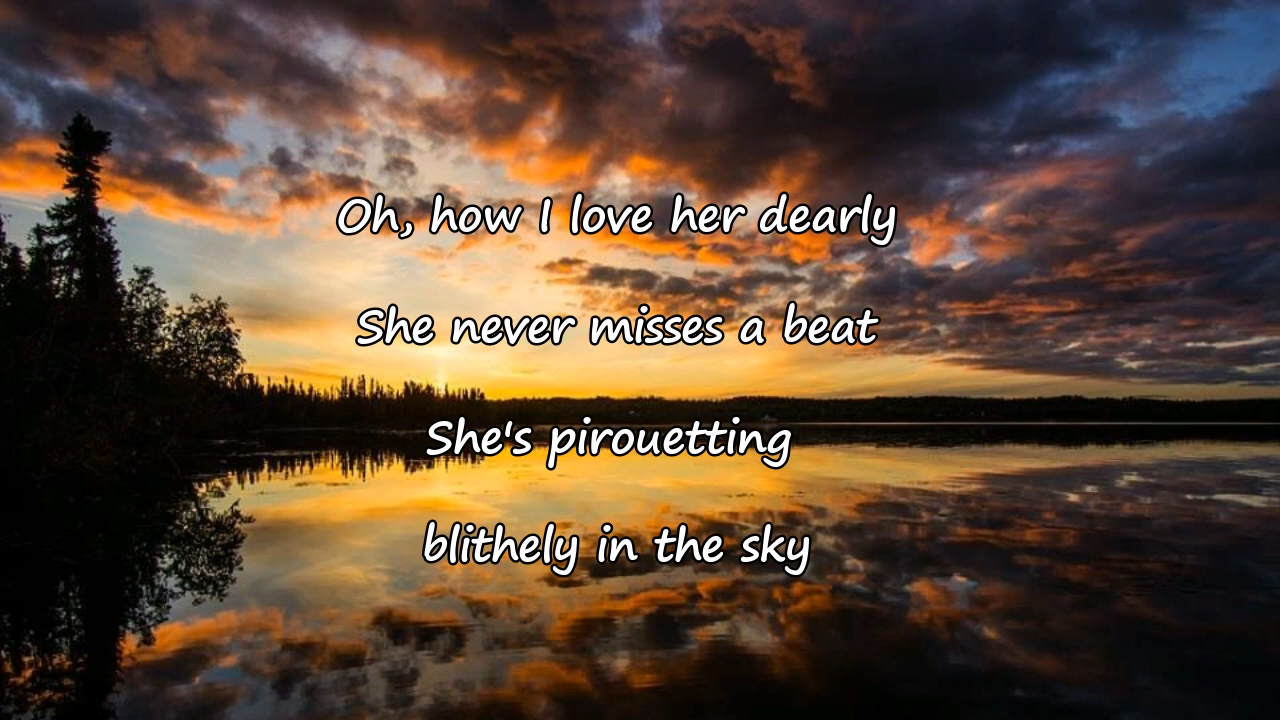 Oh, how I love her dearly
She never misses a beat
She's pirouetting
blithely in the sky